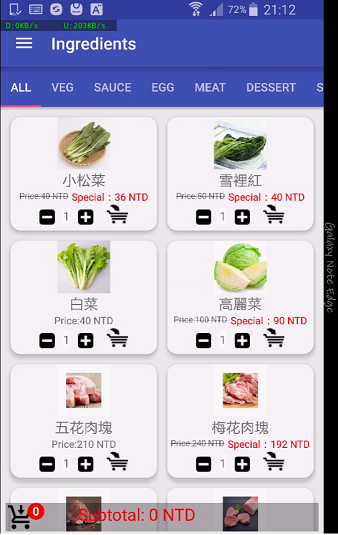 72% 21:12
D:0KB/s U:203KB/s
Ingredients
ALL VEG SAUCE EGG MEAT DESSERT S
小松菜 雪裡紅
Price:40 NTD Special : 36 NTD Price:50 NTD Special : 40 NTD
1 1
白菜 高麗菜
Price:40 NTD Price:100 NTD Special : 90 NTD
1 1
五花肉塊 梅花肉塊
Price:210 NTD Price:240 NTD Special : 192 NTD
1 1
0 Subtotal: 0 NTD
Galaxy Note Edge